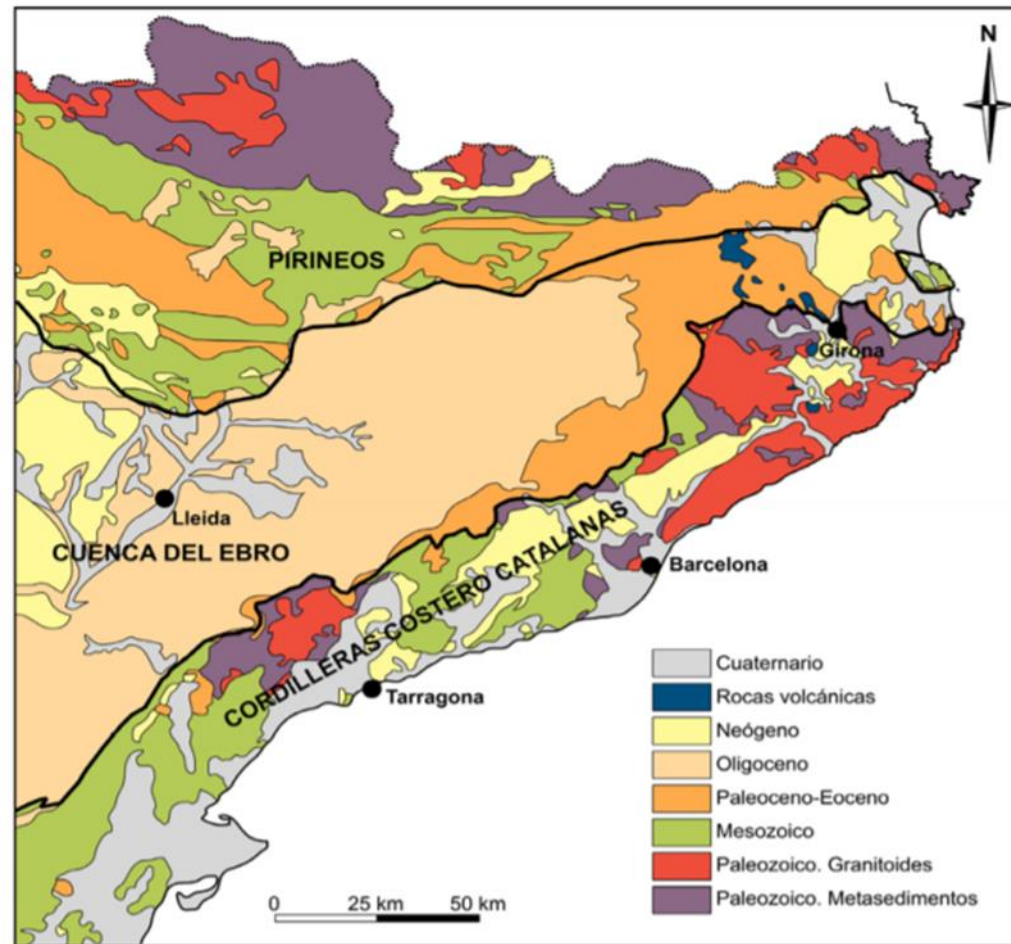 N
PIRINEOS
Girona
Lleida
CUENCA DEL EBRO
CORDILLERAS COSTERO CATALANAS
Barcelona
Tarragona
Cuaternario
Rocas volcánicas
Neógeno
Oligoceno
Paleoceno-Eoceno
Mesozoico
Paleozoico. Granitoides
Paleozoico. Metasedimentos
0 25 km 50 km